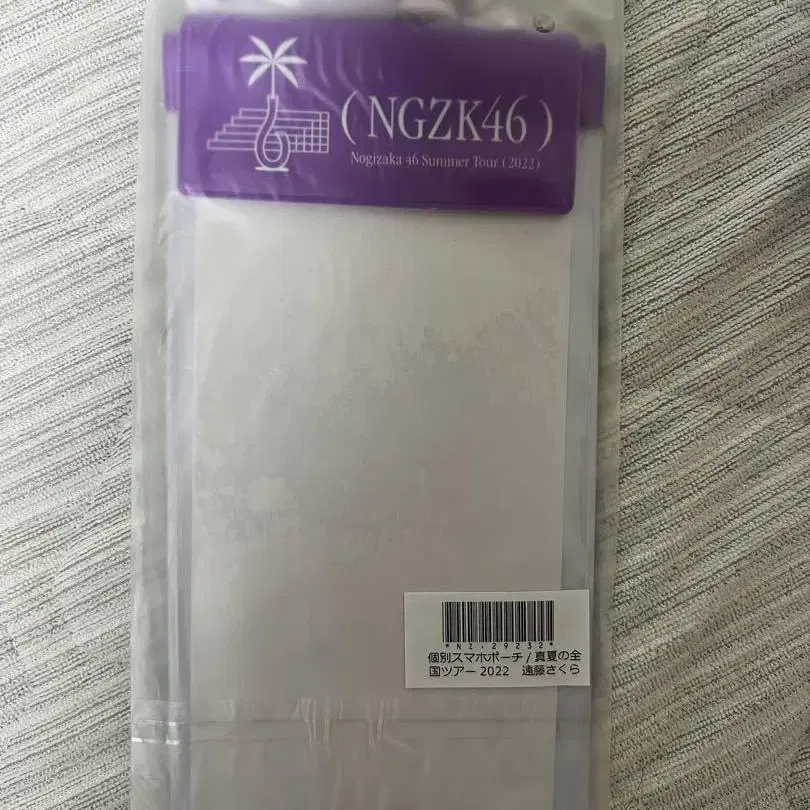 ( NGZK46 )
Nogizaka 46 Summer Tour (2022)
*NZ-29232*
個別スマホポーチ / 真夏の全
国ツアー 2022 遠藤さくら